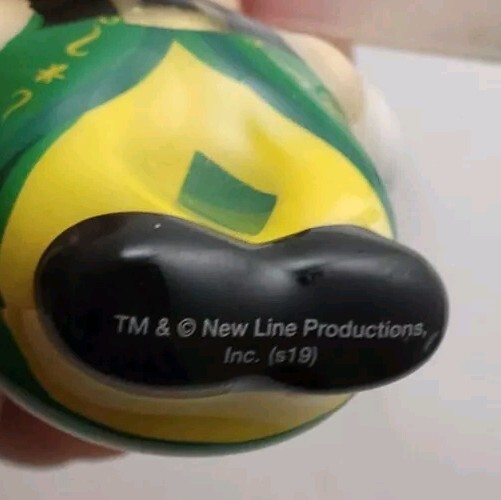 TM & © New Line Productions,
Inc. (s19)